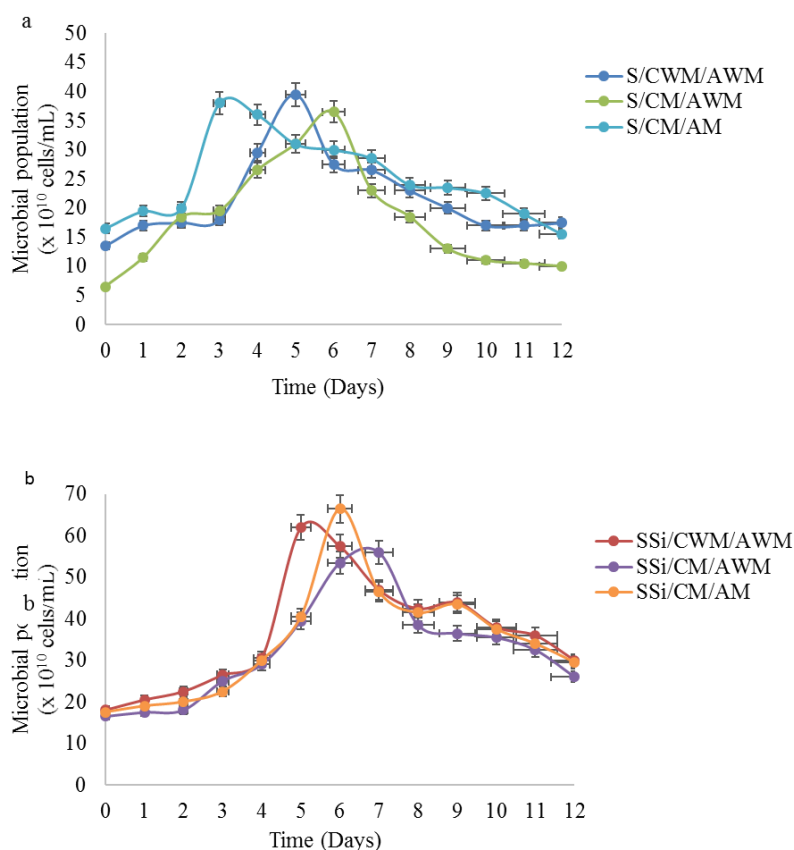 a
50
45
40
35
30
25
20
15
10
5
0
Microbial population
(x 10¹⁰ cells/mL)
0 1 2 3 4 5 6 7 8 9 10 11 12
Time (Days)
S/CWM/AWM
S/CM/AWM
S/CM/AM
b
70
60
50
40
30
20
10
0
Microbial tion
(x 10¹⁰ cells/mL)
0 1 2 3 4 5 6 7 8 9 10 11 12
Time (Days)
SSi/CWM/AWM
SSi/CM/AWM
SSi/CM/AM